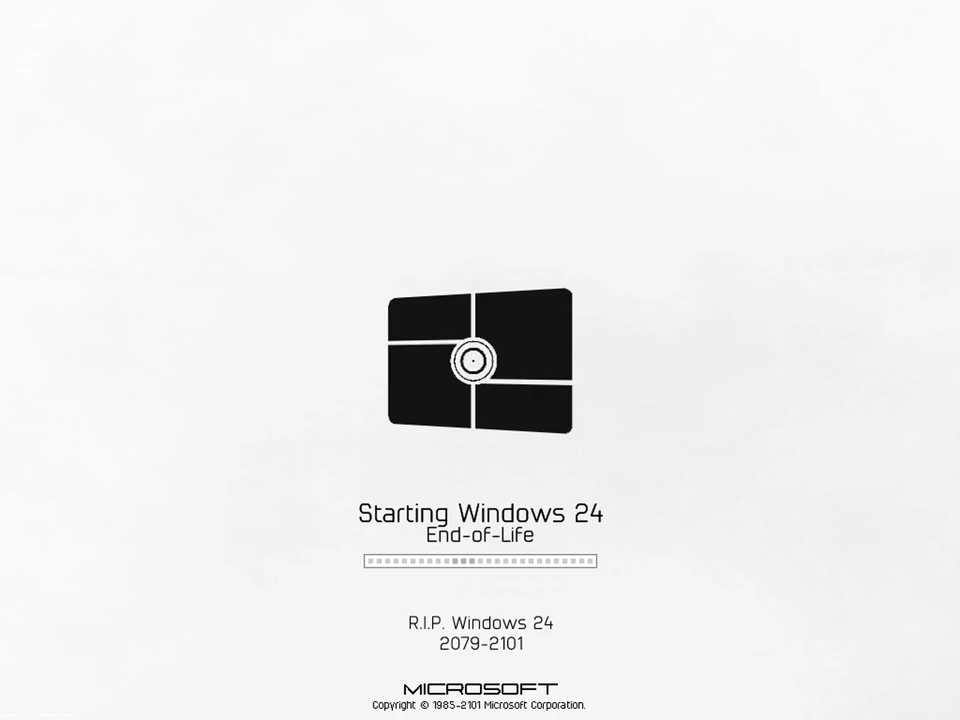 Starting Windows 24
End-of-Life
R.I.P. Windows 24
2079-2101
MICROSOFT
Copyright © 1985-2101 Microsoft Corporation.